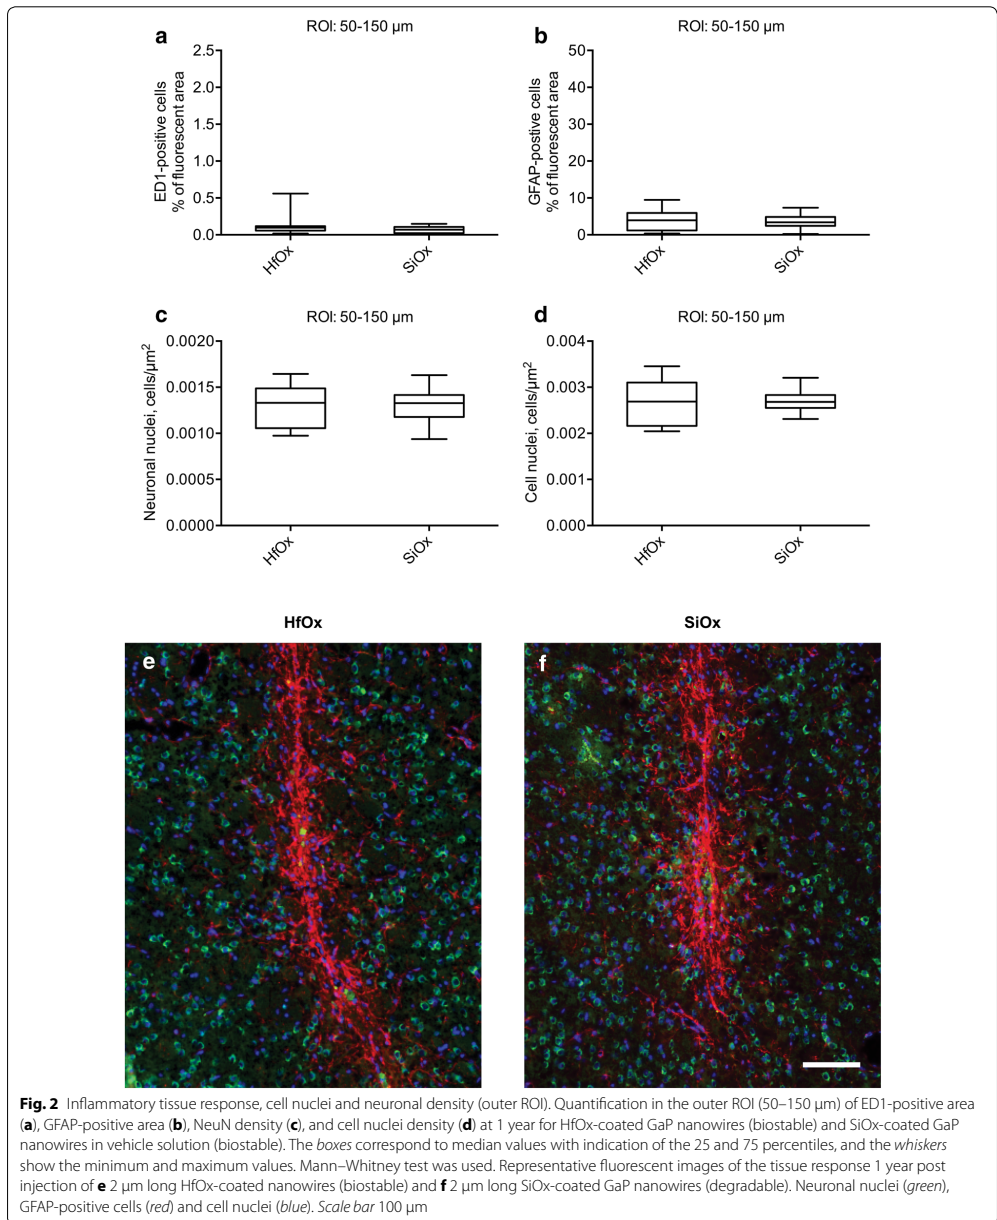 a
ROI: 50-150 µm
ED1-positive cells
% of fluorescent area
2.5
2.0
1.5
1.0
0.5
0.0
HfOx
SiOx
b
ROI: 50-150 µm
GFAP-postive cells
% of fluorescent area
50
40
30
20
10
0
HfOx
SiOx
c
ROI: 50-150 µm
Neuronal nuclei, cells/µm²
0.0020
0.0015
0.0010
0.0005
0.0000
HfOx
SiOx
d
ROI: 50-150 µm
Cell nuclei, cells/µm²
0.004
0.003
0.002
0.001
0.000
HfOx
SiOx
HfOx
SiOx
e
f
Fig. 2 Inflammatory tissue response, cell nuclei and neuronal density (outer ROI). Quantification in the outer ROI (50–150 µm) of ED1-positive area
(a), GFAP-positive area (b), NeuN density (c), and cell nuclei density (d) at 1 year for HfOx-coated GaP nanowires (biostable) and SiOx-coated GaP
nanowires in vehicle solution (biostable). The boxes correspond to median values with indication of the 25 and 75 percentiles, and the whiskers
show the minimum and maximum values. Mann–Whitney test was used. Representative fluorescent images of the tissue response 1 year post
injection of e 2 µm long HfOx-coated nanowires (biostable) and f 2 µm long SiOx-coated GaP nanowires (degradable). Neuronal nuclei (green),
GFAP-positive cells (red) and cell nuclei (blue). Scale bar 100 µm